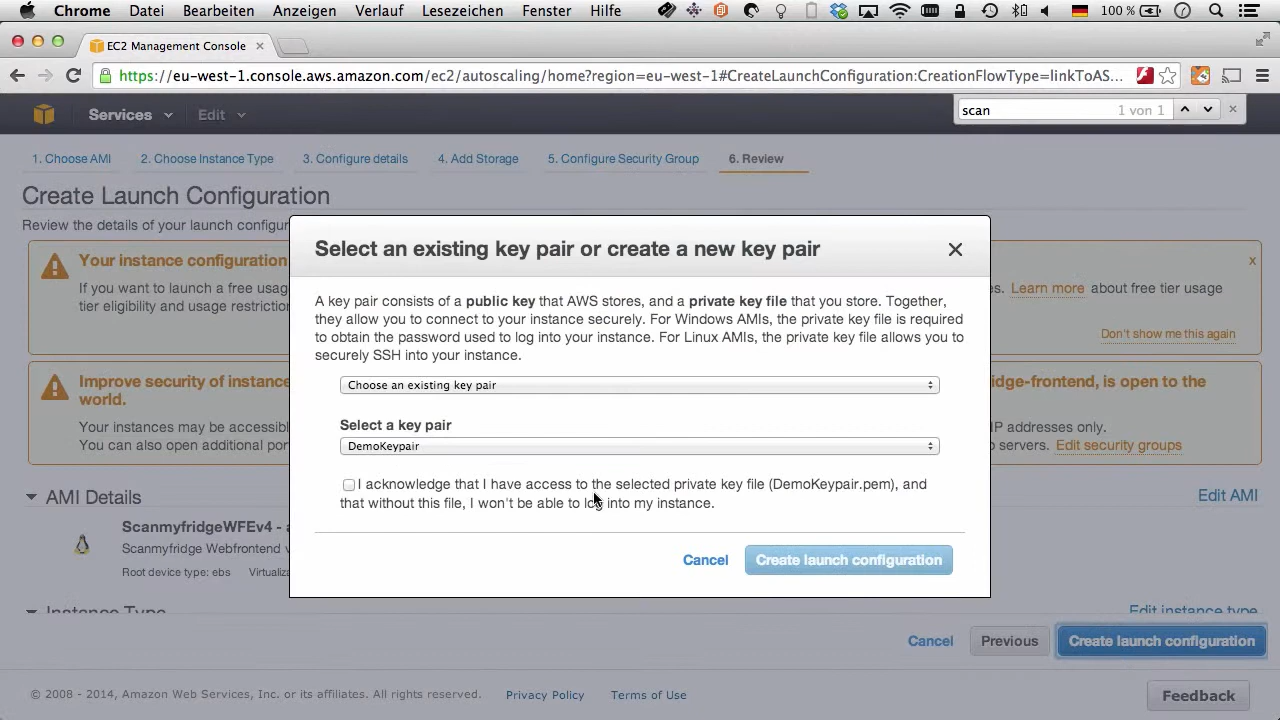 Chrome Datei Bearbeiten Anzeigen Verlauf Lesezeichen Fenster Hilfe 100 %
EC2 Management Console
https://eu-west-1.console.aws.amazon.com/ec2/autoscaling/home?region=eu-west-1#CreateLaunchConfiguration:CreationFlowType=linkToAS...
Services Edit
scan 1 von 1
1. Choose AMI 2. Choose Instance Type 3. Configure details 4. Add Storage 5. Configure Security Group 6. Review
Create Launch Configuration
Review the details of your launch configur
Your instance configuration
If you want to launch a free usag
tier eligibility and usage restriction
es. Learn more about free tier usage
x
Don't show me this again
Improve security of instance
world.
idge-frontend, is open to the
Your instances may be accessib
You can also open additional por
IP addresses only.
o servers. Edit security groups
Select an existing key pair or create a new key pair
A key pair consists of a public key that AWS stores, and a private key file that you store. Together,
they allow you to connect to your instance securely. For Windows AMIs, the private key file is required
to obtain the password used to log into your instance. For Linux AMIs, the private key file allows you to
securely SSH into your instance.
Choose an existing key pair
Select a key pair
DemoKeypair
I acknowledge that I have access to the selected private key file (DemoKeypair.pem), and
that without this file, I won't be able to log into my instance.
Cancel Create launch configuration
AMI Details Edit AMI
ScanmyfridgeWFEv4 - a
Scanmyfridge Webfrontend v
Root device type: ebs Virtualiza
Instance Type Edit instance type
Cancel Previous Create launch configuration
© 2008 - 2014, Amazon Web Services, Inc. or its affiliates. All rights reserved. Privacy Policy Terms of Use Feedback